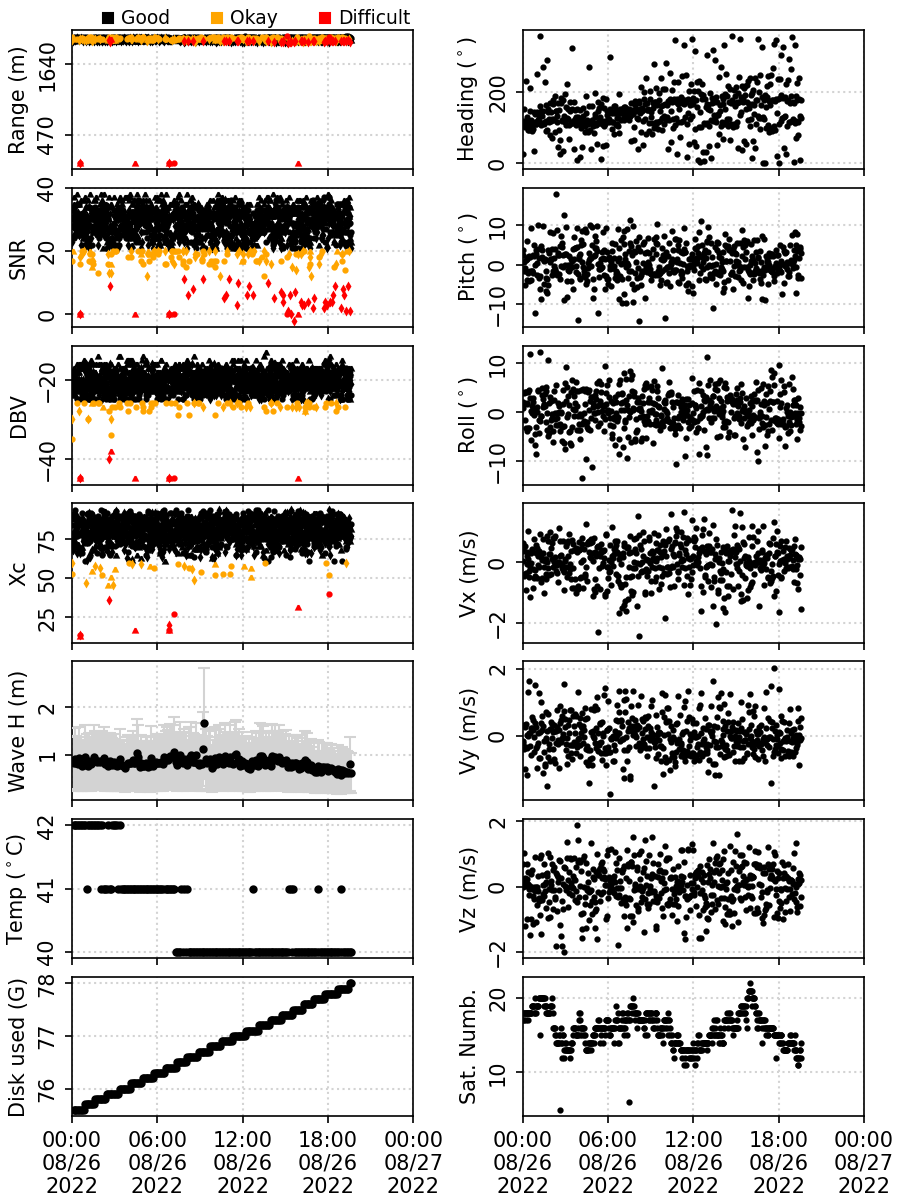 Good Okay Difficult
Range (m)
1640
470
Heading (°)
200
0
SNR
40
20
0
Pitch (°)
10
0
−10
DBV
−20
−40
Roll (°)
10
0
−10
Xc
75
50
25
Vx (m/s)
0
−2
Wave H (m)
2
1
Vy (m/s)
2
0
Temp (°C)
42
41
40
Vz (m/s)
2
0
−2
Disk used (G)
78
77
76
Sat. Numb.
20
10
00:00 06:00 12:00 18:00 00:00
08/26 08/26 08/26 08/26 08/27
2022 2022 2022 2022 2022
00:00 06:00 12:00 18:00 00:00
08/26 08/26 08/26 08/26 08/27
2022 2022 2022 2022 2022